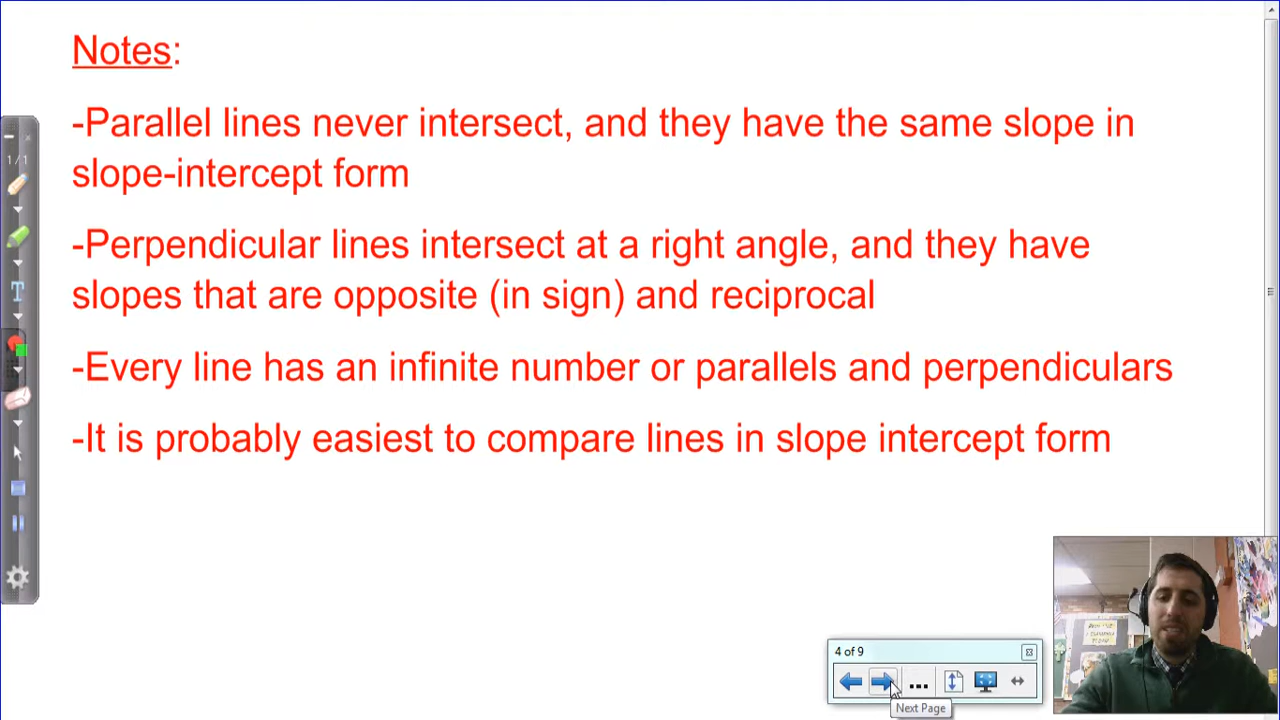 Notes:
-Parallel lines never intersect, and they have the same slope in
slope-intercept form
-Perpendicular lines intersect at a right angle, and they have
slopes that are opposite (in sign) and reciprocal
-Every line has an infinite number or parallels and perpendiculars
-It is probably easiest to compare lines in slope intercept form
1/1
T
4 of 9
...
Next Page